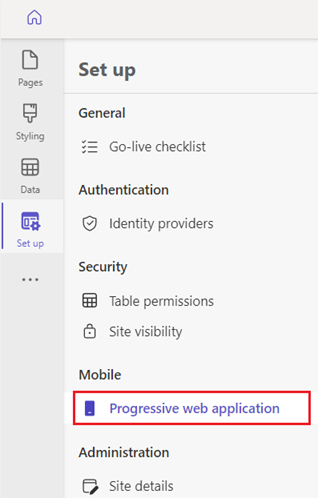 Pages
Styling
Data
Set up
Set up
General
Go-live checklist
Authentication
Identity providers
Security
Table permissions
Site visibility
Mobile
Progressive web application
Administration
Site details